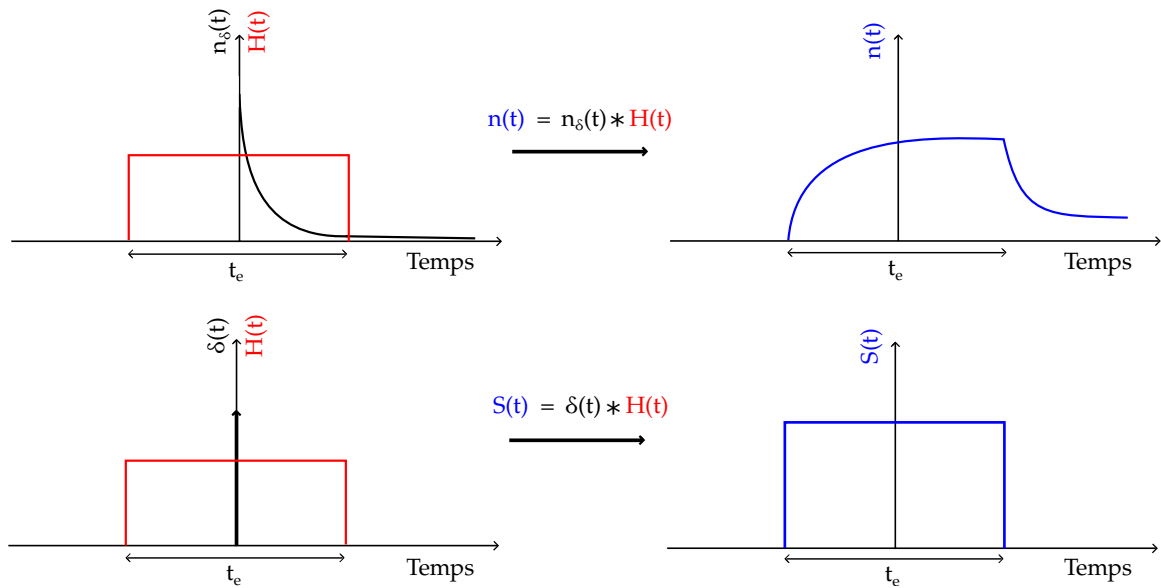 n_δ(t)
H(t)
n(t)
n(t) = n_δ(t) * H(t)
t_e
Temps
t_e
Temps
δ(t)
H(t)
S(t)
S(t) = δ(t) * H(t)
t_e
Temps
t_e
Temps